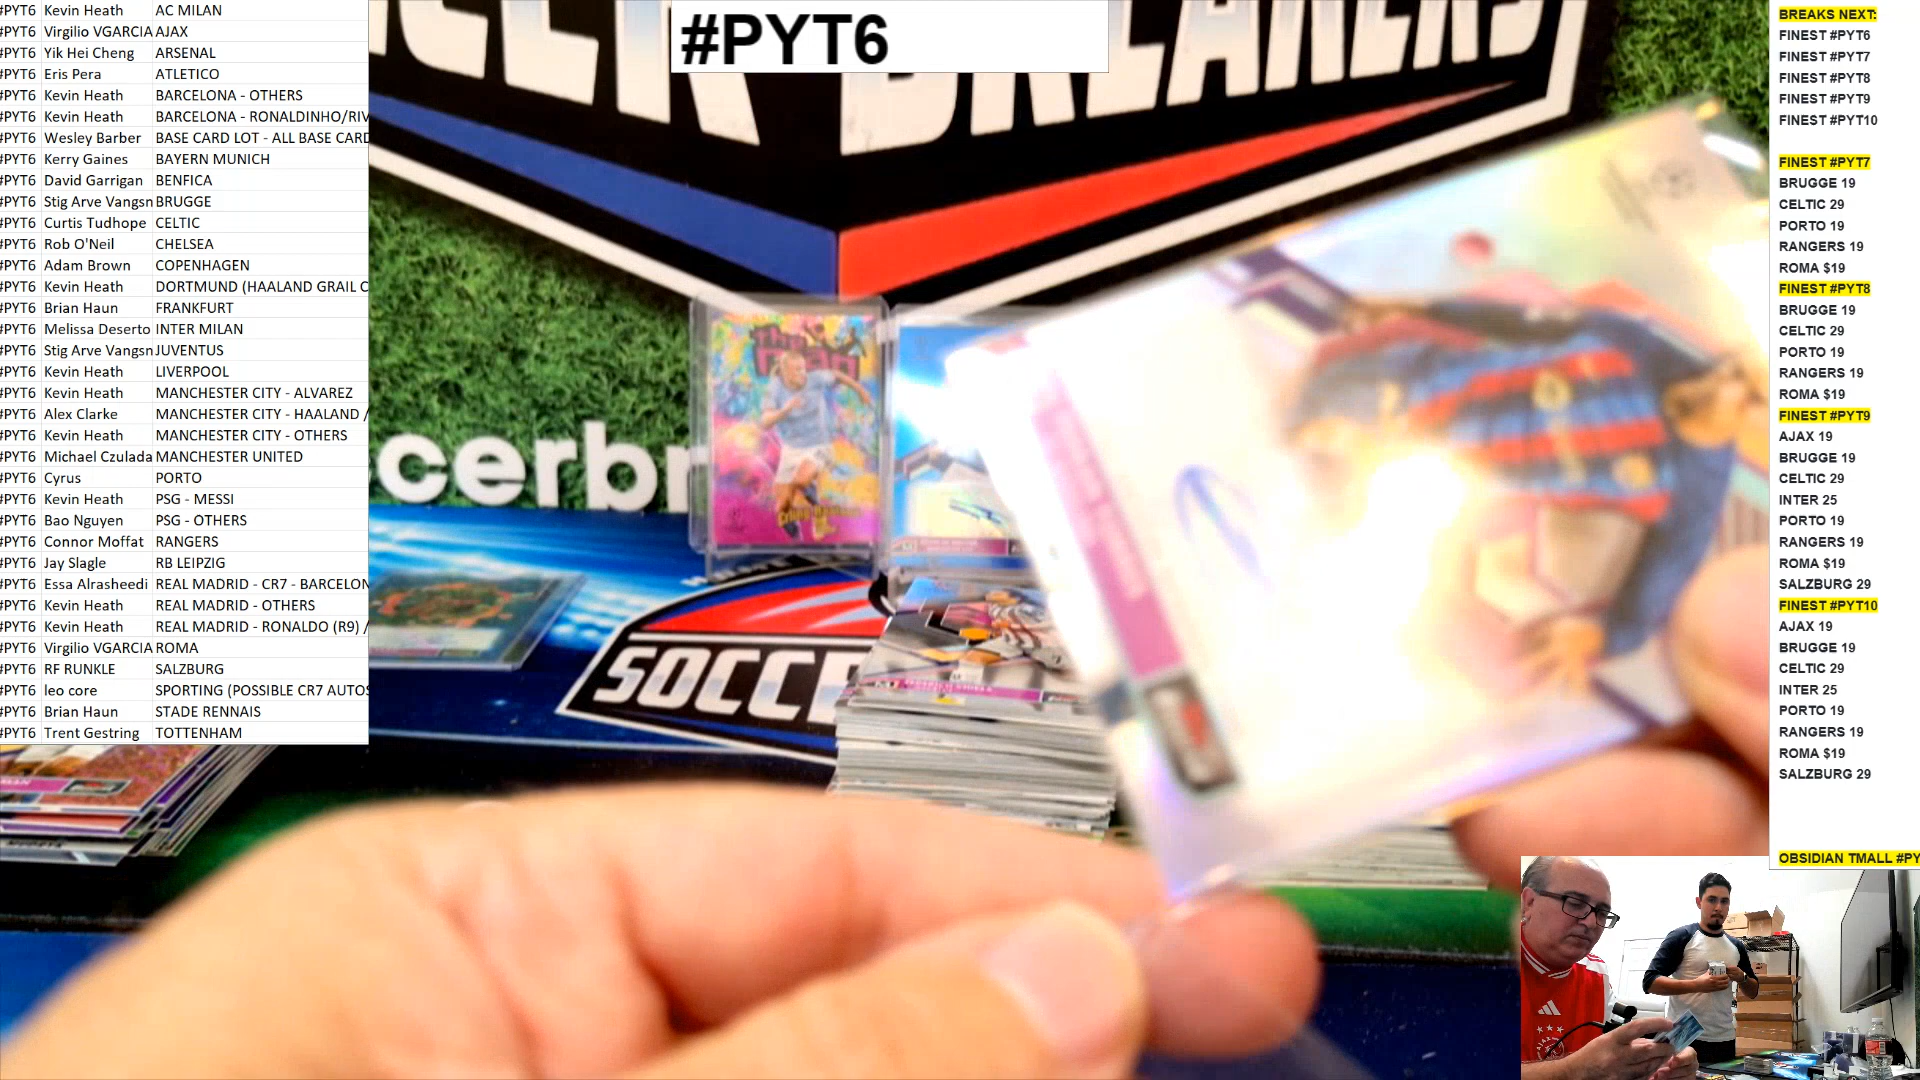 #PYT6 Kevin Heath AC MILAN
#PYT6 Virgilio VGARCIA AJAX
#PYT6 Yik Hei Cheng ARSENAL
#PYT6 Eris Pera ATLETICO
#PYT6 Kevin Heath BARCELONA - OTHERS
#PYT6 Kevin Heath BARCELONA - RONALDINHO/RIV
#PYT6 Wesley Barber BASE CARD LOT - ALL BASE CARD
#PYT6 Kerry Gaines BAYERN MUNICH
#PYT6 David Garrigan BENFICA
#PYT6 Stig Arve Vangsn BRUGGE
#PYT6 Curtis Tudhope CELTIC
#PYT6 Rob O'Neil CHELSEA
#PYT6 Adam Brown COPENHAGEN
#PYT6 Kevin Heath DORTMUND (HAALAND GRAIL C
#PYT6 Brian Haun FRANKFURT
#PYT6 Melissa Deserto INTER MILAN
#PYT6 Stig Arve Vangsn JUVENTUS
#PYT6 Kevin Heath LIVERPOOL
#PYT6 Kevin Heath MANCHESTER CITY - ALVAREZ
#PYT6 Alex Clarke MANCHESTER CITY - HAALAND /
#PYT6 Kevin Heath MANCHESTER CITY - OTHERS
#PYT6 Michael Czulada MANCHESTER UNITED
#PYT6 Cyrus PORTO
#PYT6 Kevin Heath PSG - MESSI
#PYT6 Bao Nguyen PSG - OTHERS
#PYT6 Connor Moffat RANGERS
#PYT6 Jay Slagle RB LEIPZIG
#PYT6 Essa Alrasheedi REAL MADRID - CR7 - BARCELON
#PYT6 Kevin Heath REAL MADRID - OTHERS
#PYT6 Kevin Heath REAL MADRID - RONALDO (R9) /
#PYT6 Virgilio VGARCIA ROMA
#PYT6 RF RUNKLE SALZBURG
#PYT6 leo core SPORTING (POSSIBLE CR7 AUTOS
#PYT6 Brian Haun STADE RENNAIS
#PYT6 Trent Gestring TOTTENHAM
#PYT6
CER BREAKERS
cerbr
the man
SOCCE
BREAKS NEXT:
FINEST #PYT6
FINEST #PYT7
FINEST #PYT8
FINEST #PYT9
FINEST #PYT10
FINEST #PYT7
BRUGGE 19
CELTIC 29
PORTO 19
RANGERS 19
ROMA $19
FINEST #PYT8
BRUGGE 19
CELTIC 29
PORTO 19
RANGERS 19
ROMA $19
FINEST #PYT9
AJAX 19
BRUGGE 19
CELTIC 29
INTER 25
PORTO 19
RANGERS 19
ROMA $19
SALZBURG 29
FINEST #PYT10
AJAX 19
BRUGGE 19
CELTIC 29
INTER 25
PORTO 19
RANGERS 19
ROMA $19
SALZBURG 29
OBSIDIAN TMALL #PY